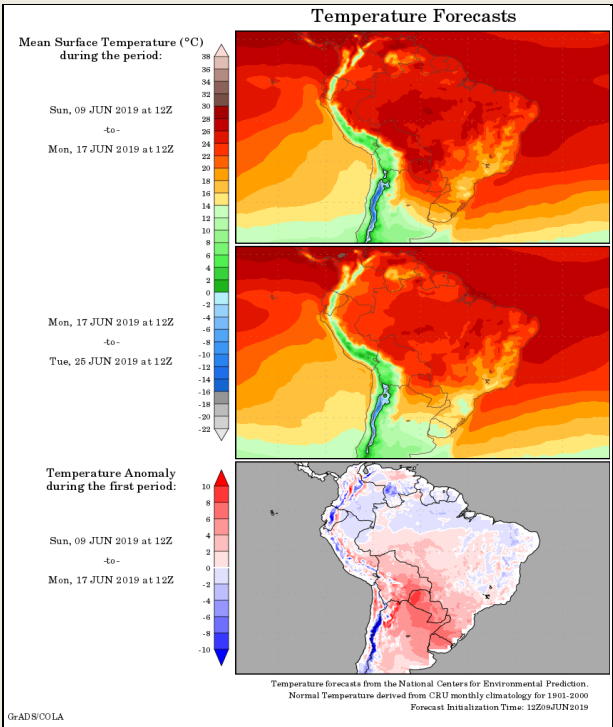 Temperature Forecasts
Mean Surface Temperature (°C)
during the period:
Sun, 09 JUN 2019 at 12Z
-to-
Mon, 17 JUN 2019 at 12Z
38
36
34
32
30
28
26
24
22
20
18
16
14
12
10
8
6
4
2
0
-2
-4
-6
-8
-10
-12
-14
-16
-18
-20
-22
Mon, 17 JUN 2019 at 12Z
-to-
Tue, 25 JUN 2019 at 12Z
Temperature Anomaly
during the first period:
Sun, 09 JUN 2019 at 12Z
-to-
Mon, 17 JUN 2019 at 12Z
10
8
6
4
2
0
-2
-4
-6
-8
-10
Temperature forecasts from the National Centers for Environmental Prediction.
Normal Temperature derived from CRU monthly climatology for 1901-2000
Forecast Initialization Time: 12Z09JUN2019
GrADS/COLA